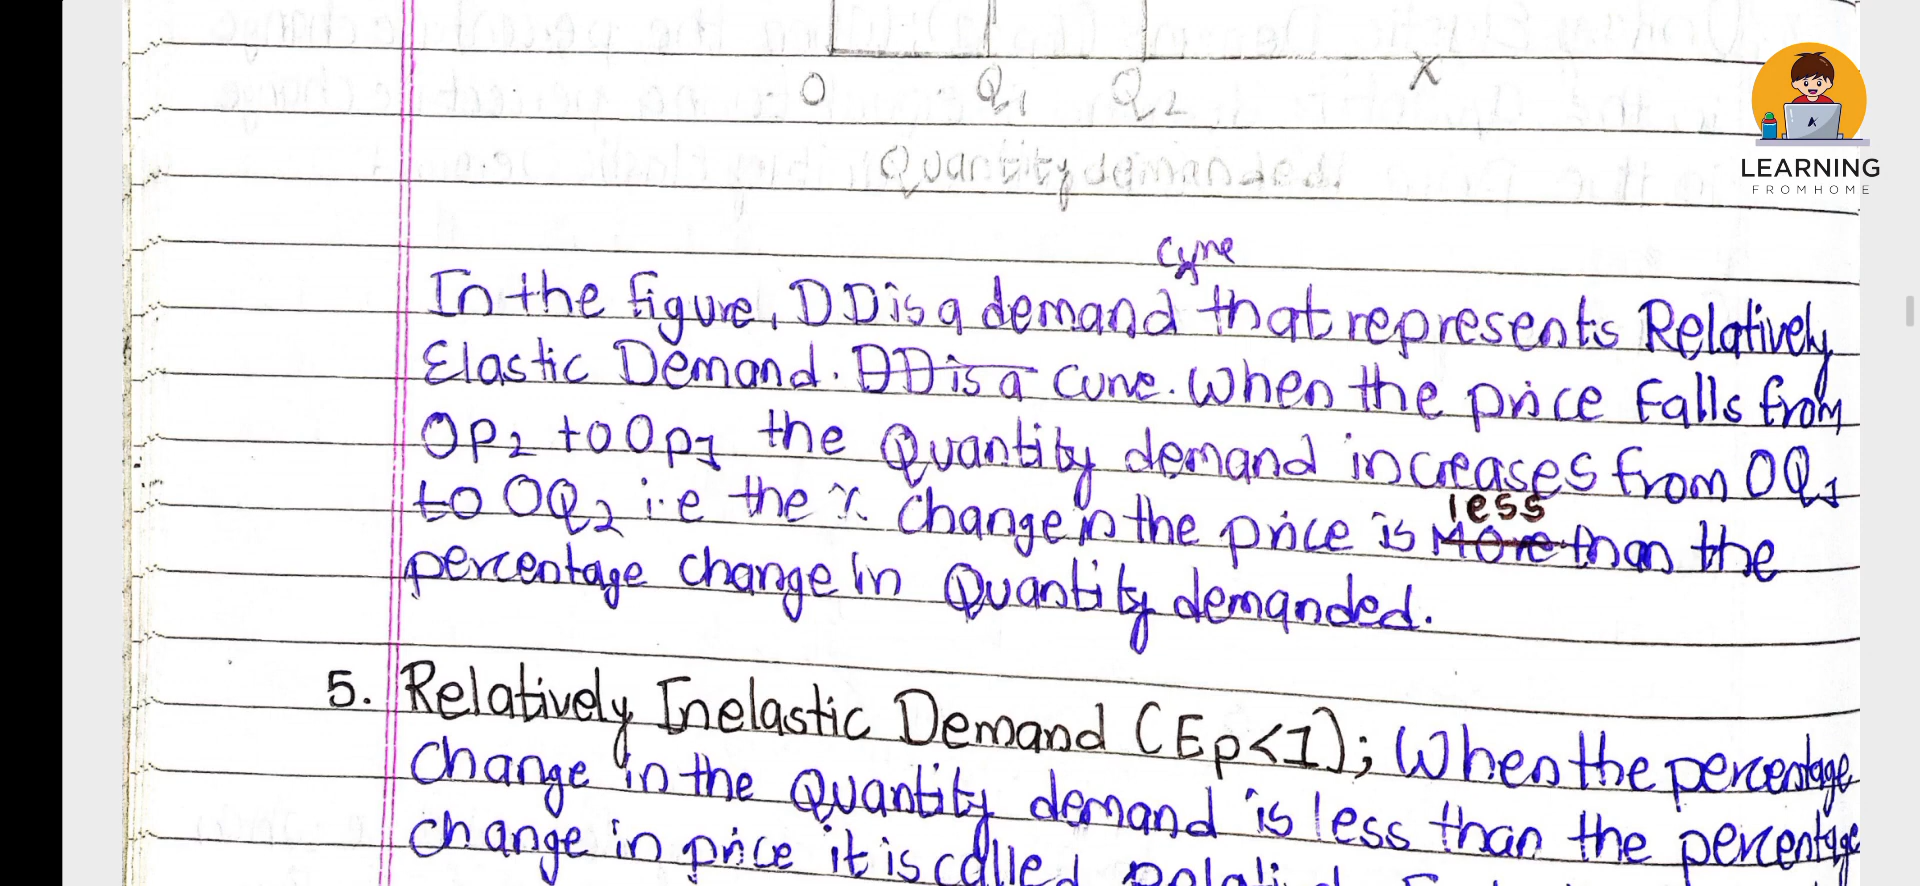 O Q1 Q2 X
Quantity demanded.
LEARNING
FROMHOME
curve
In the figure, DD is a demand that represents Relatively
Elastic Demand. DD is a curve. When the price Falls from
OP2 to OP1 the Quantity demand increases from OQ1
less
to OQ2 i.e the % change in the price is More than the
percentage change in Quantity demanded.
5. Relatively Inelastic Demand (Ep<1); When the percentage
change in the Quantity demand is less than the percentage
change in price it is called